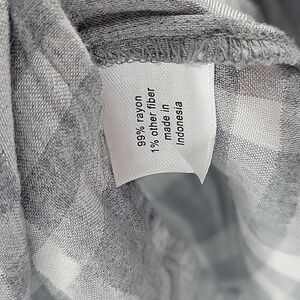 99% rayon
1% other fiber
made in
Indonesia